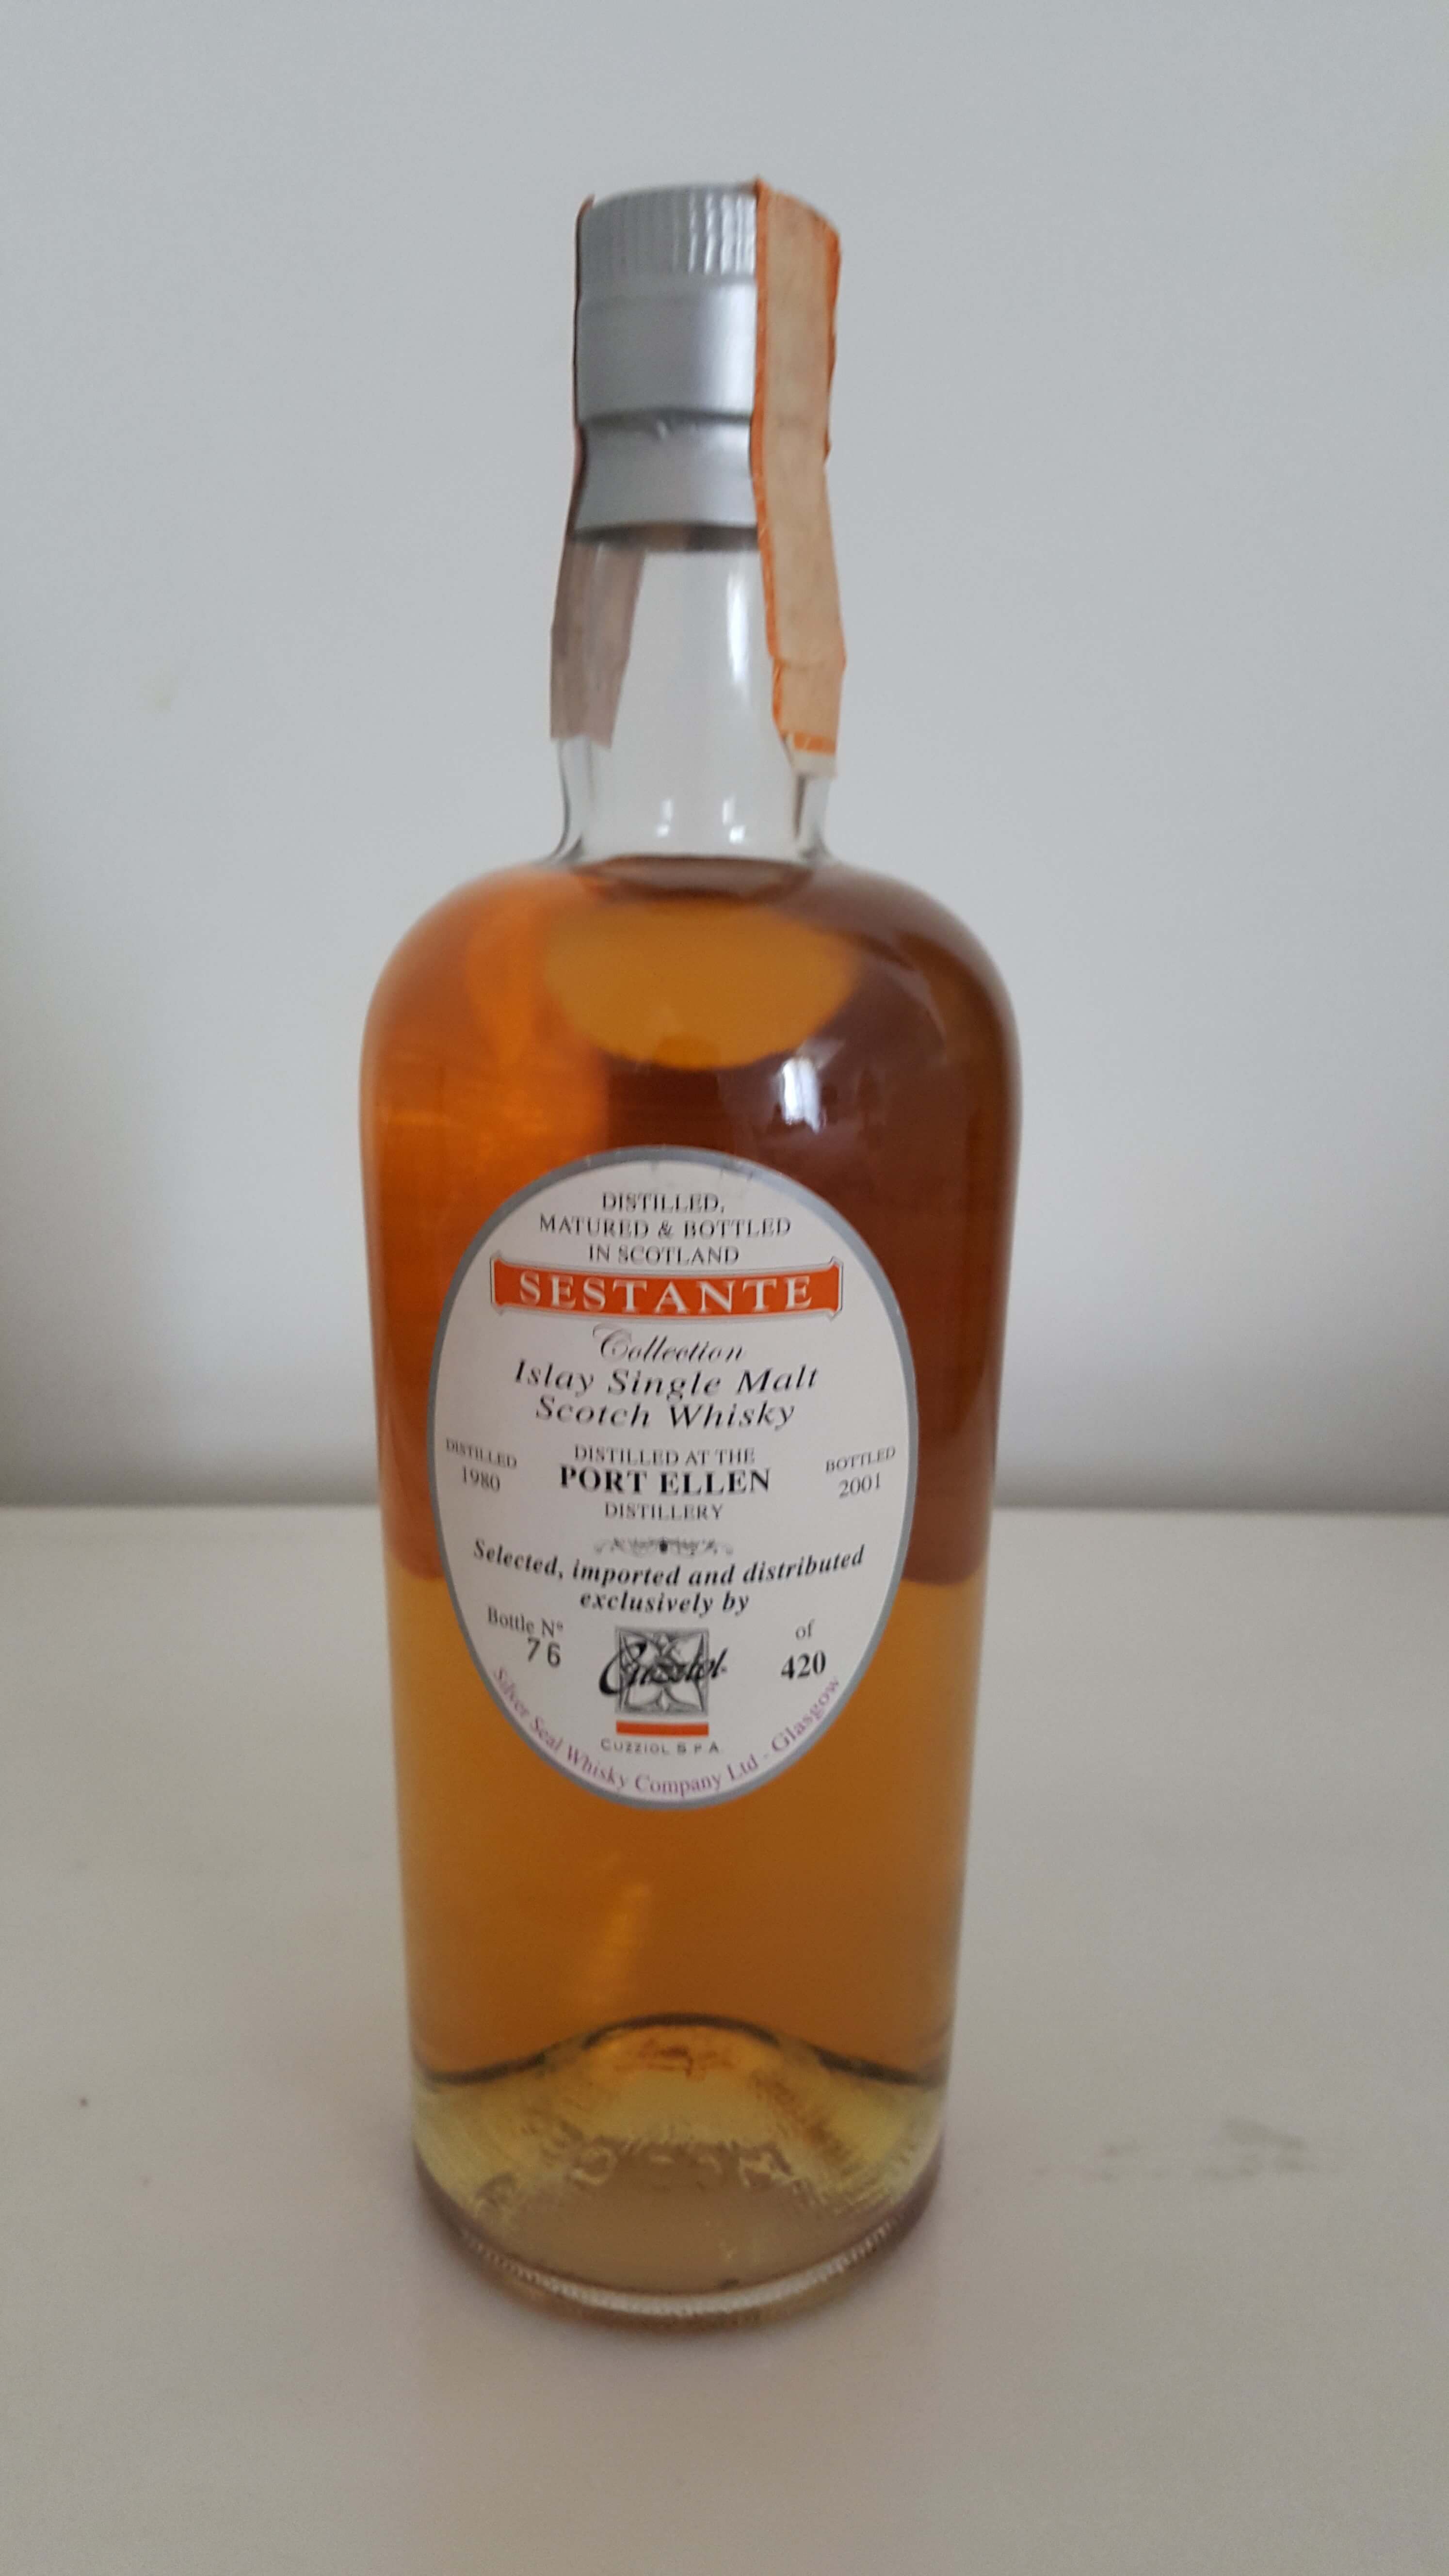 DISTILLED,
MATURED & BOTTLED
IN SCOTLAND
SESTANTE
Collection
Islay Single Malt
Scotch Whisky
DISTILLED
1980
DISTILLED AT THE
PORT ELLEN
DISTILLERY
BOTTLED
2001
Selected, imported and distributed
exclusively by
Bottle N°
76
Cuzziol
of
420
CUZZIOL S.P.A.
Silver Seal Whisky Company Ltd - Glasgow